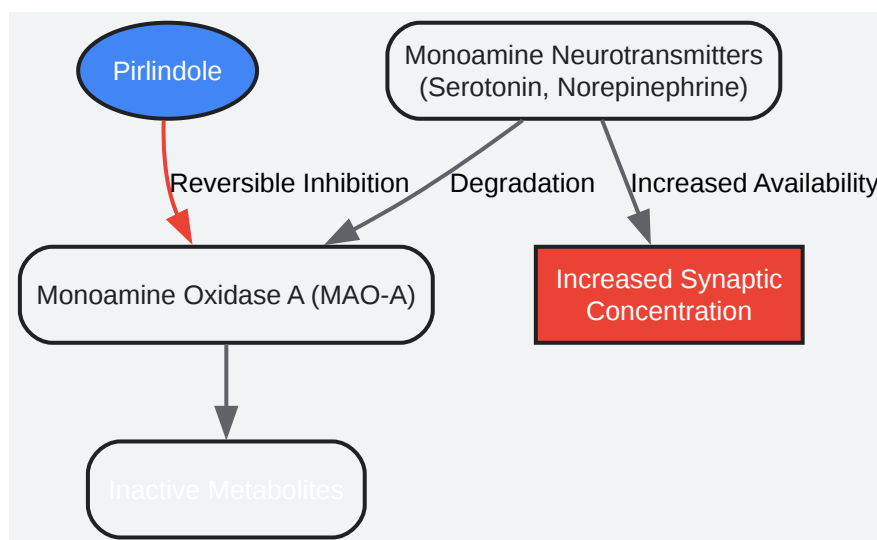 Pirlindole
Monoamine Neurotransmitters
(Serotonin, Norepinephrine)
Reversible Inhibition
Degradation
Increased Availability
Monoamine Oxidase A (MAO-A)
Increased Synaptic
Concentration
Inactive Metabolites